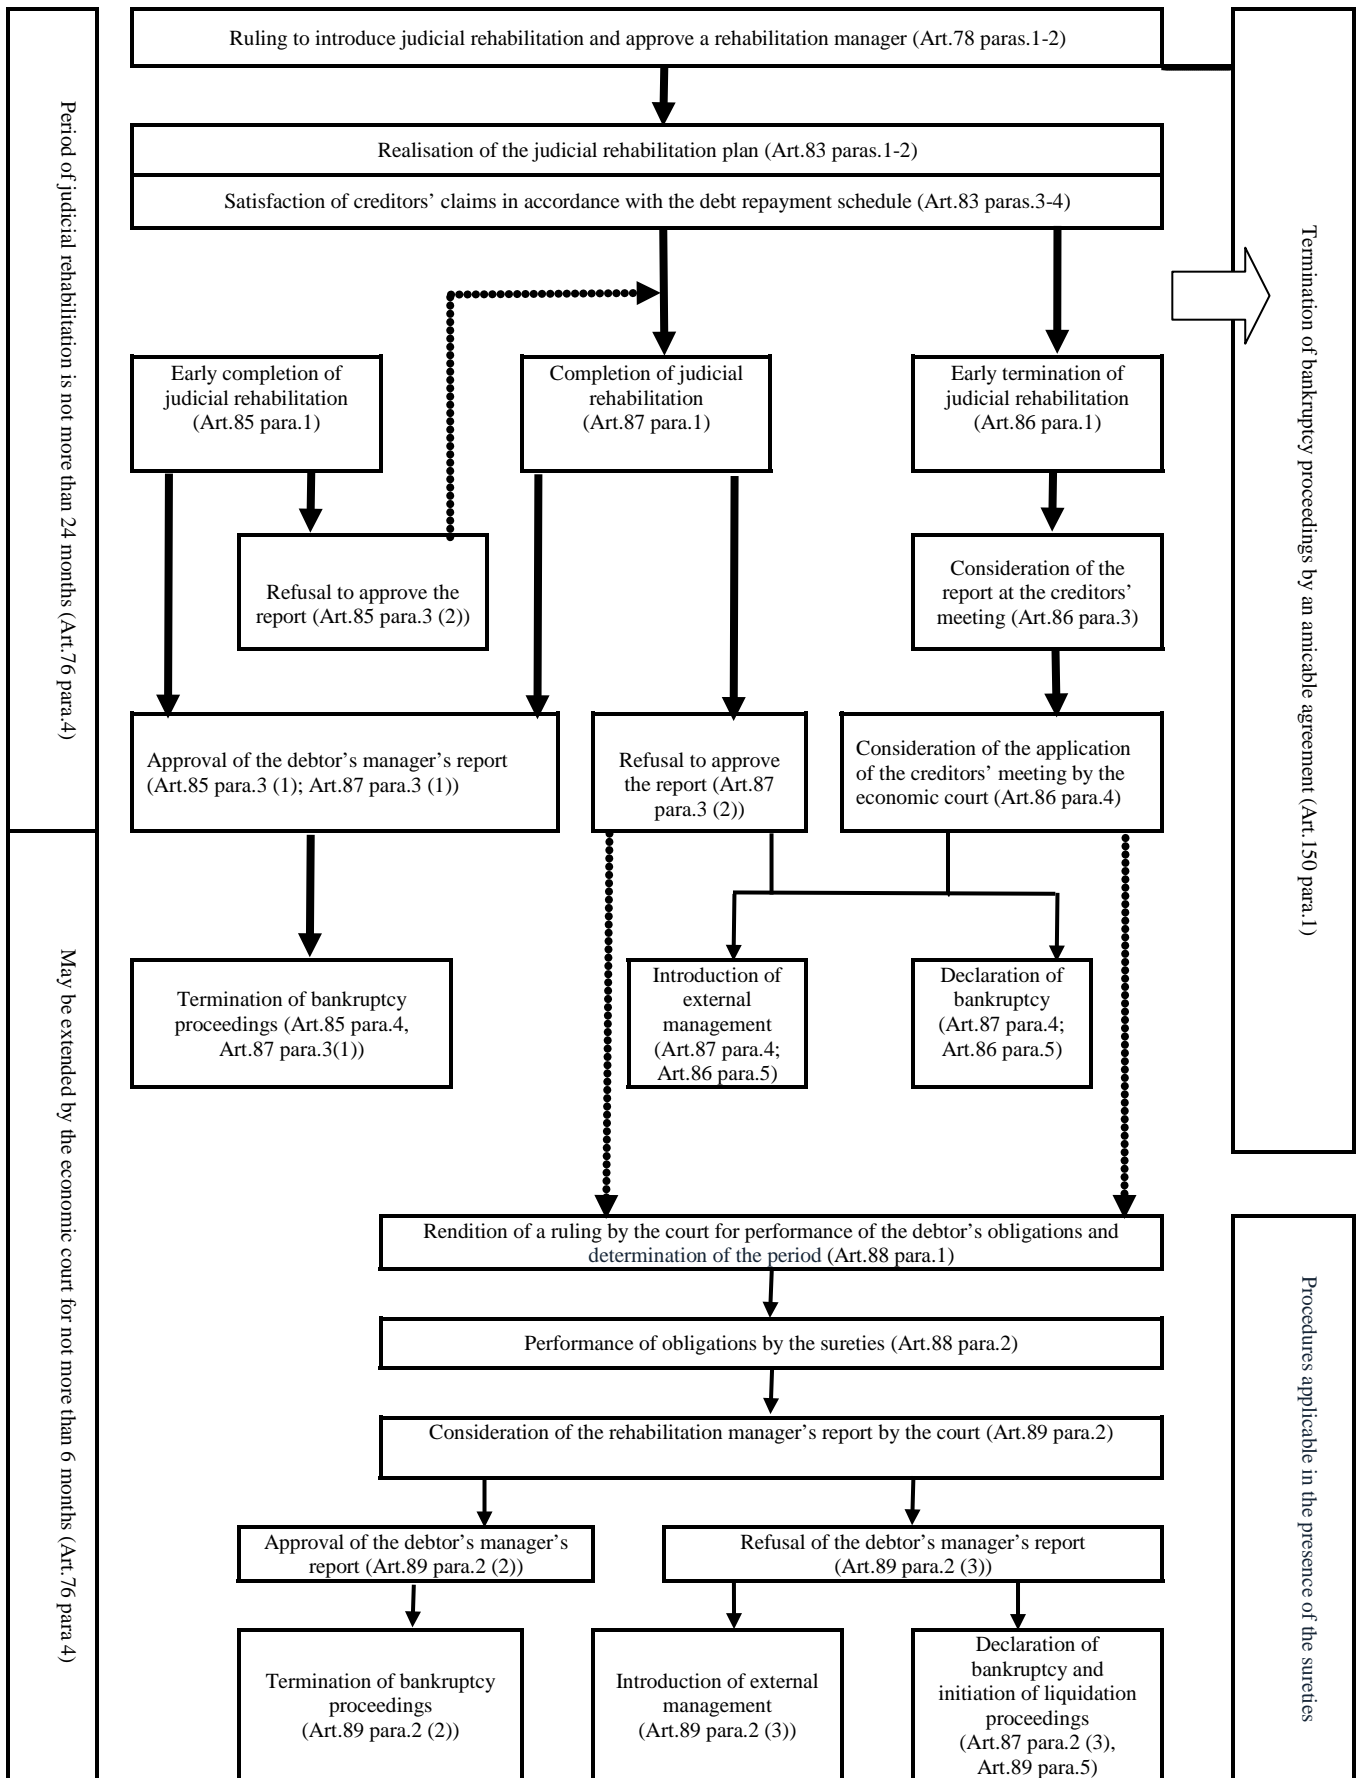 Ruling to introduce judicial rehabilitation and approve a rehabilitation manager (Art.78 paras.1-2)
Period of judicial rehabilitation is not more than 24 months (Art.76 para.4)
Termination of bankruptcy proceedings by an amicable agreement (Art.150 para.1)
Realisation of the judicial rehabilitation plan (Art.83 paras.1-2)
Satisfaction of creditors’ claims in accordance with the debt repayment schedule (Art.83 paras.3-4)
Early completion of
judicial rehabilitation
(Art.85 para.1)
Completion of judicial
rehabilitation
(Art.87 para.1)
Early termination of
judicial rehabilitation
(Art.86 para.1)
Refusal to approve the
report (Art.85 para.3 (2))
Consideration of the
report at the creditors’
meeting (Art.86 para.3)
Approval of the debtor’s manager’s report
(Art.85 para.3 (1); Art.87 para.3 (1))
Refusal to approve
the report (Art.87
para.3 (2))
Consideration of the application
of the creditors’ meeting by the
economic court (Art.86 para.4)
May be extended by the economic court for not more than 6 months (Art.76 para 4)
Termination of bankruptcy
proceedings (Art.85 para.4,
Art.87 para.3(1))
Introduction of
external
management
(Art.87 para.4;
Art.86 para.5)
Declaration of
bankruptcy
(Art.87 para.4;
Art.86 para.5)
Rendition of a ruling by the court for performance of the debtor’s obligations and
determination of the period (Art.88 para.1)
Procedures applicable in the presence of the sureties
Performance of obligations by the sureties (Art.88 para.2)
Consideration of the rehabilitation manager’s report by the court (Art.89 para.2)
Approval of the debtor’s manager’s
report (Art.89 para.2 (2))
Refusal of the debtor’s manager’s report
(Art.89 para.2 (3))
Termination of bankruptcy
proceedings
(Art.89 para.2 (2))
Introduction of external
management
(Art.89 para.2 (3))
Declaration of
bankruptcy and
initiation of liquidation
proceedings
(Art.87 para.2 (3),
Art.89 para.5)